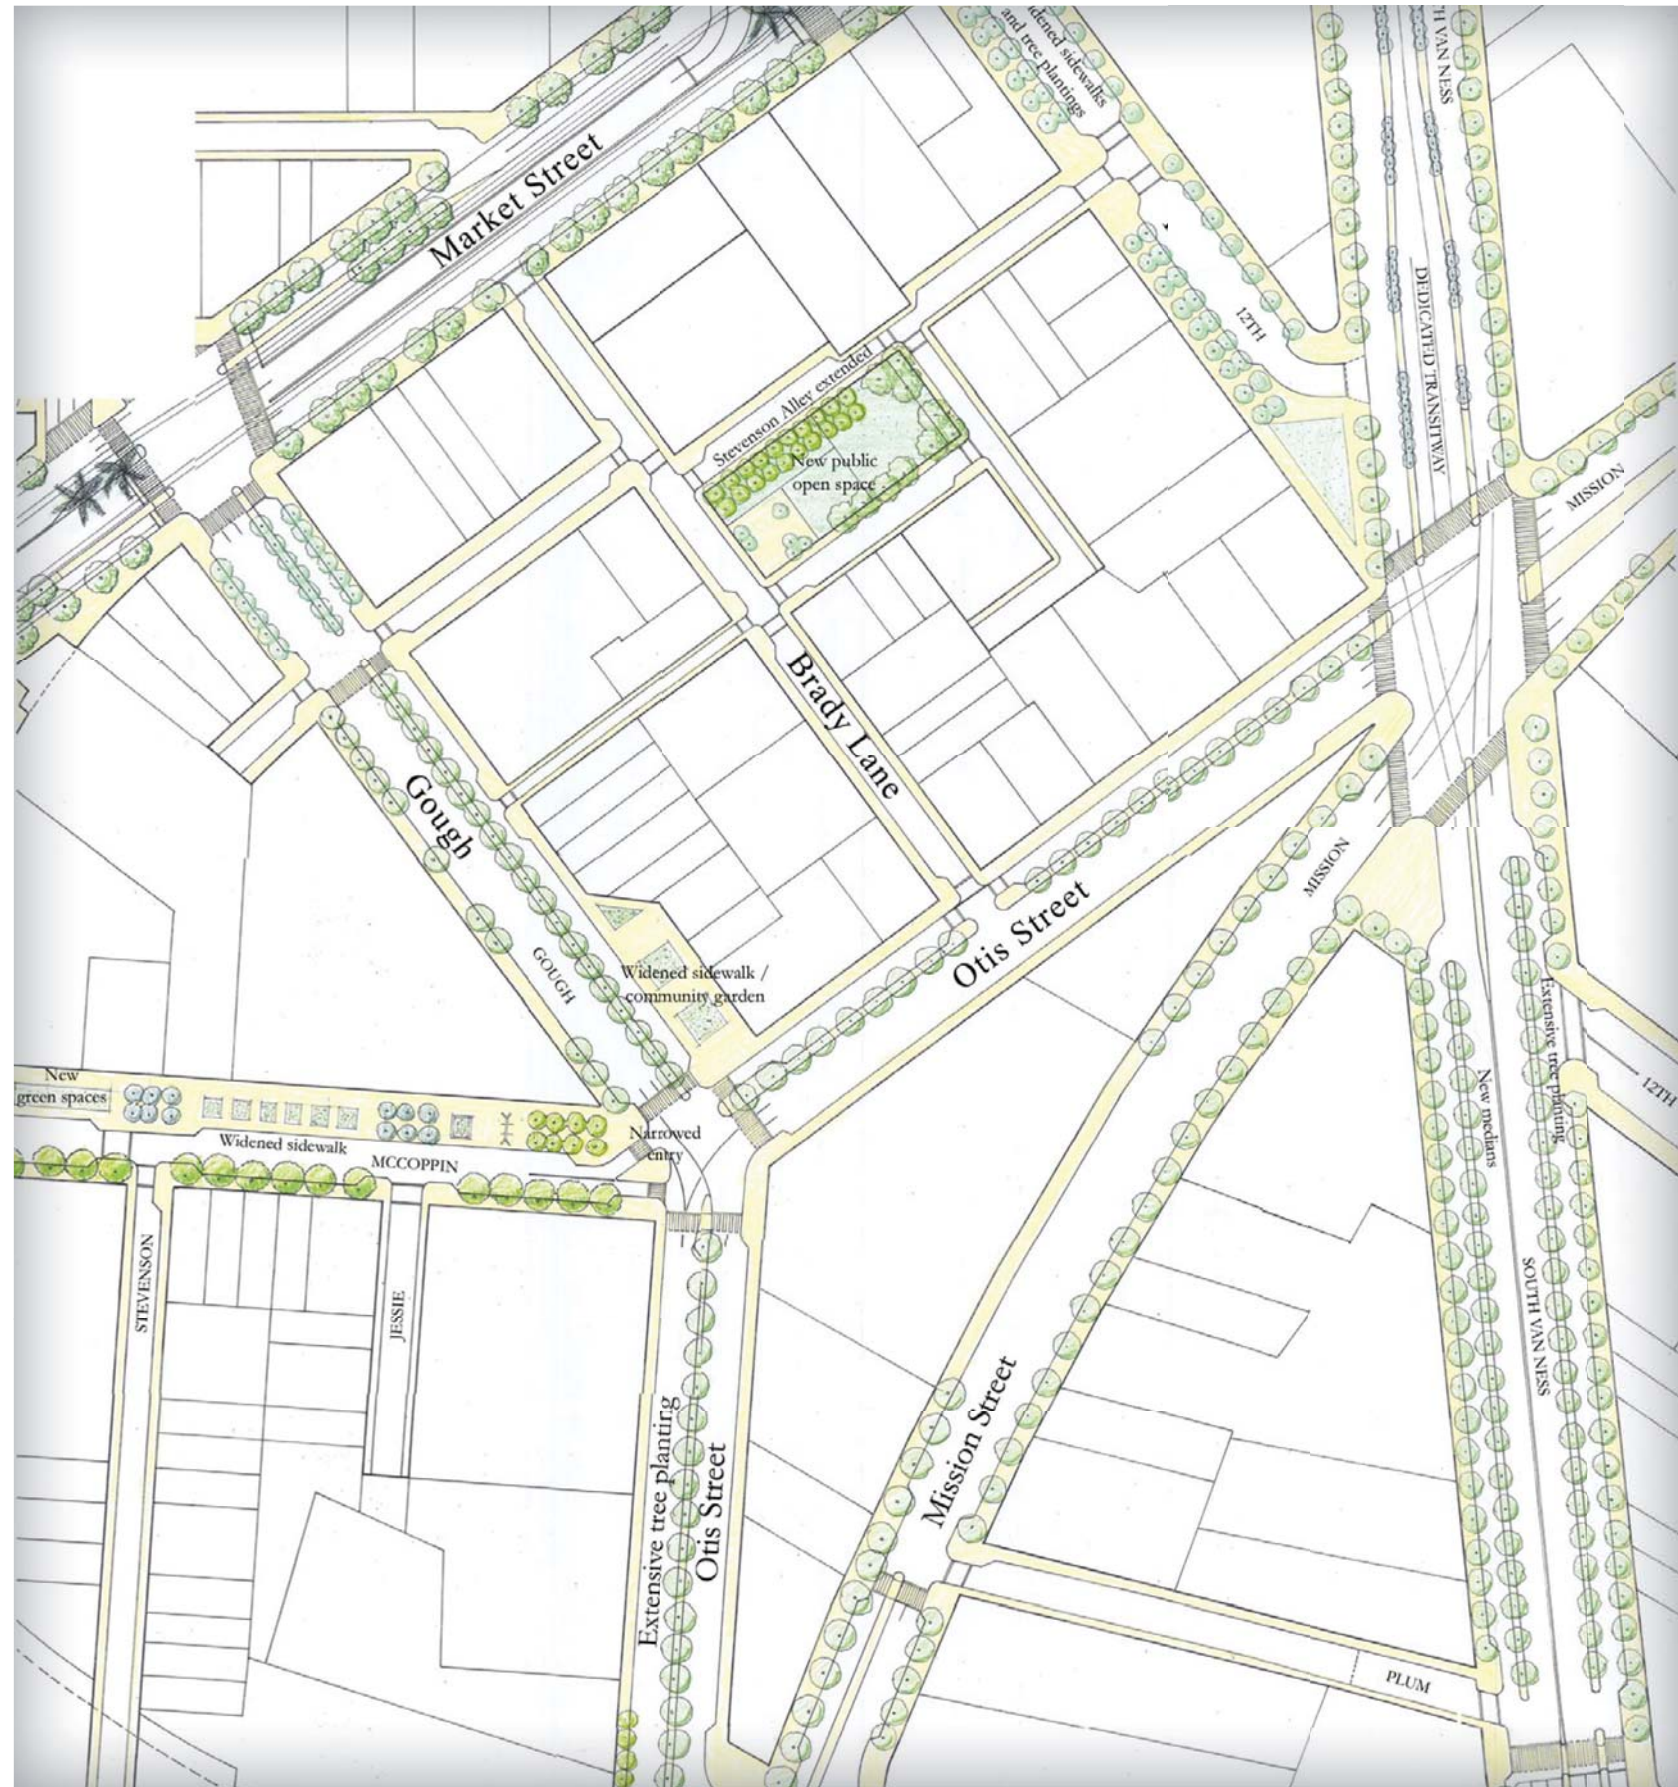 widened sidewalks
and tree plantings
TH VAN NESS
Market Street
12TH
DEDICATED TRANSITWAY
MISSION
Stevenson Alley extended
New public
open space
Brady Lane
Gough
GOUGH
MISSION
Otis Street
Widened sidewalk /
community garden
Extensive tree planting
New medians
12TH
New
green spaces
Widened sidewalk
MCCOPPIN
Narrowed
entry
STEVENSON
JESSIE
SOUTH VAN NESS
Extensive tree planting
Otis Street
Mission Street
PLUM